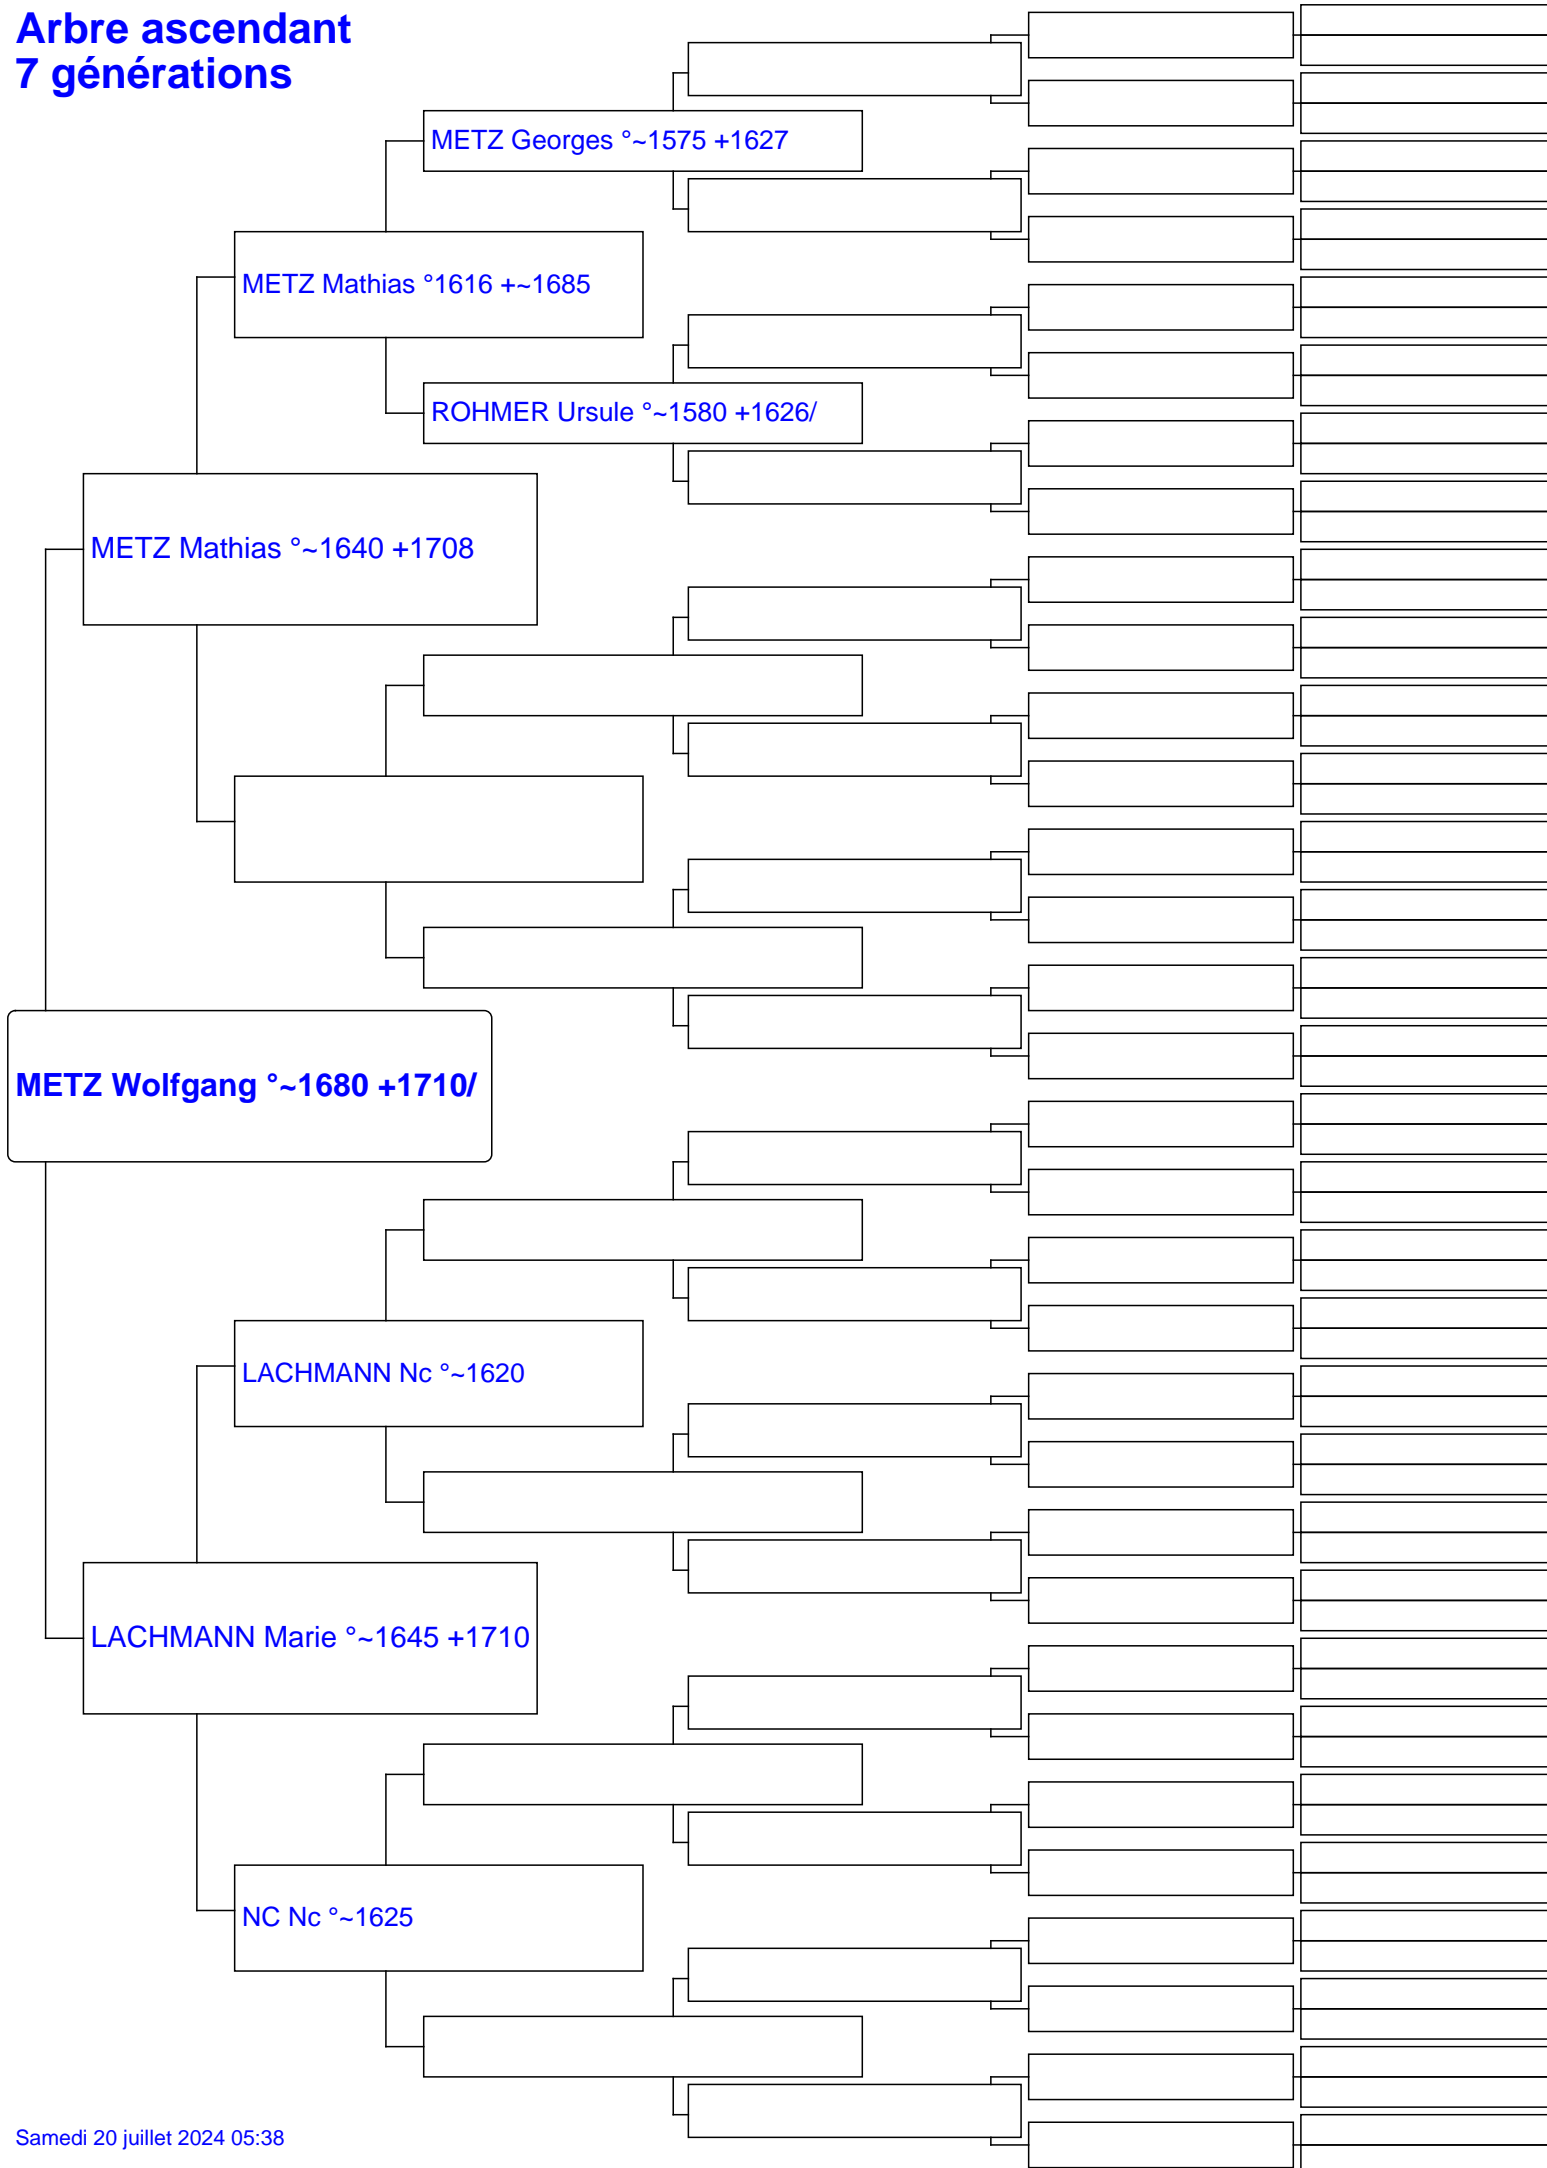 Arbre ascendant
7 générations
METZ Georges °~1575 +1627
METZ Mathias °1616 +~1685
ROHMER Ursule °~1580 +1626/
METZ Mathias °~1640 +1708
METZ Wolfgang °~1680 +1710/
LACHMANN Nc °~1620
LACHMANN Marie °~1645 +1710
NC Nc °~1625
Samedi 20 juillet 2024 05:38